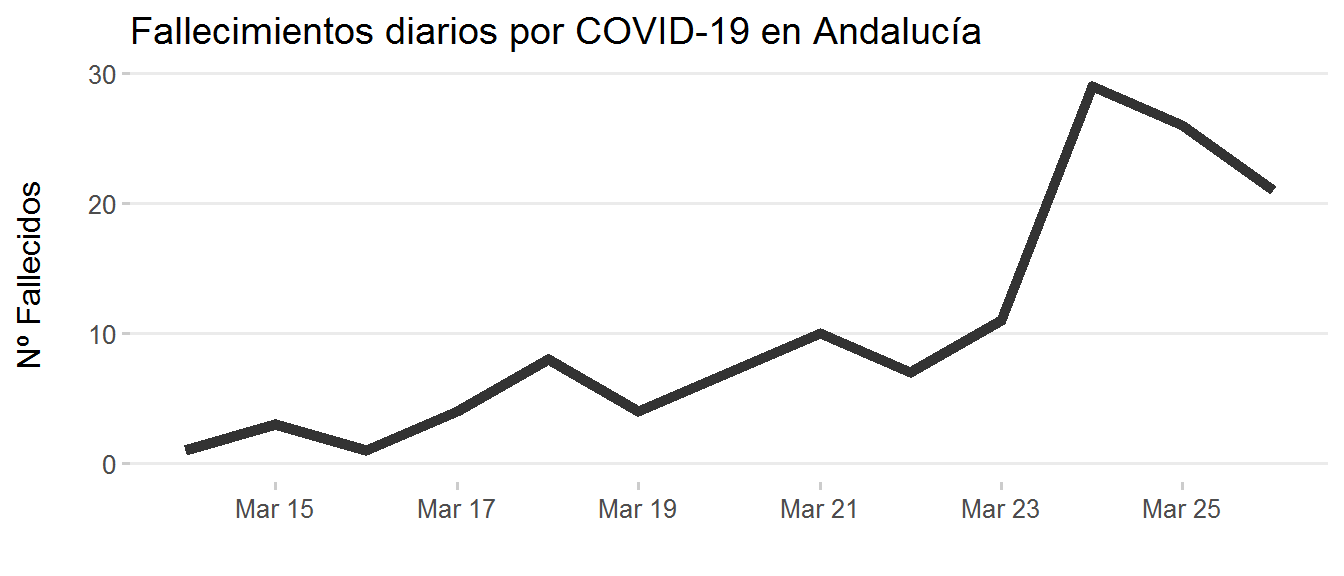 Fallecimientos diarios por COVID-19 en Andalucía
Nº Fallecidos
30
20
10
0
Mar 15 Mar 17 Mar 19 Mar 21 Mar 23 Mar 25